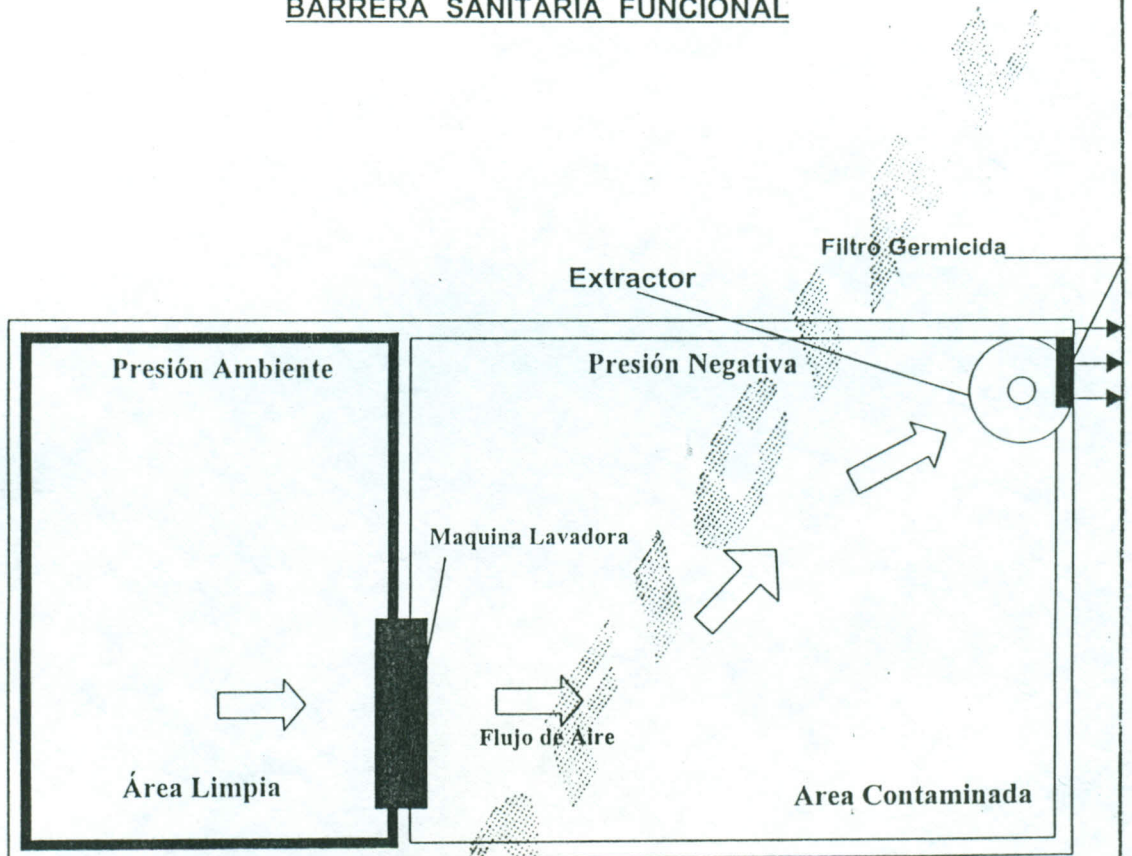 BARRERA SANITARIA FUNCIONAL
Filtro Germicida
Extractor
Presión Ambiente
Presión Negativa
Maquina Lavadora
Flujo de Aire
Área Limpia
Area Contaminada